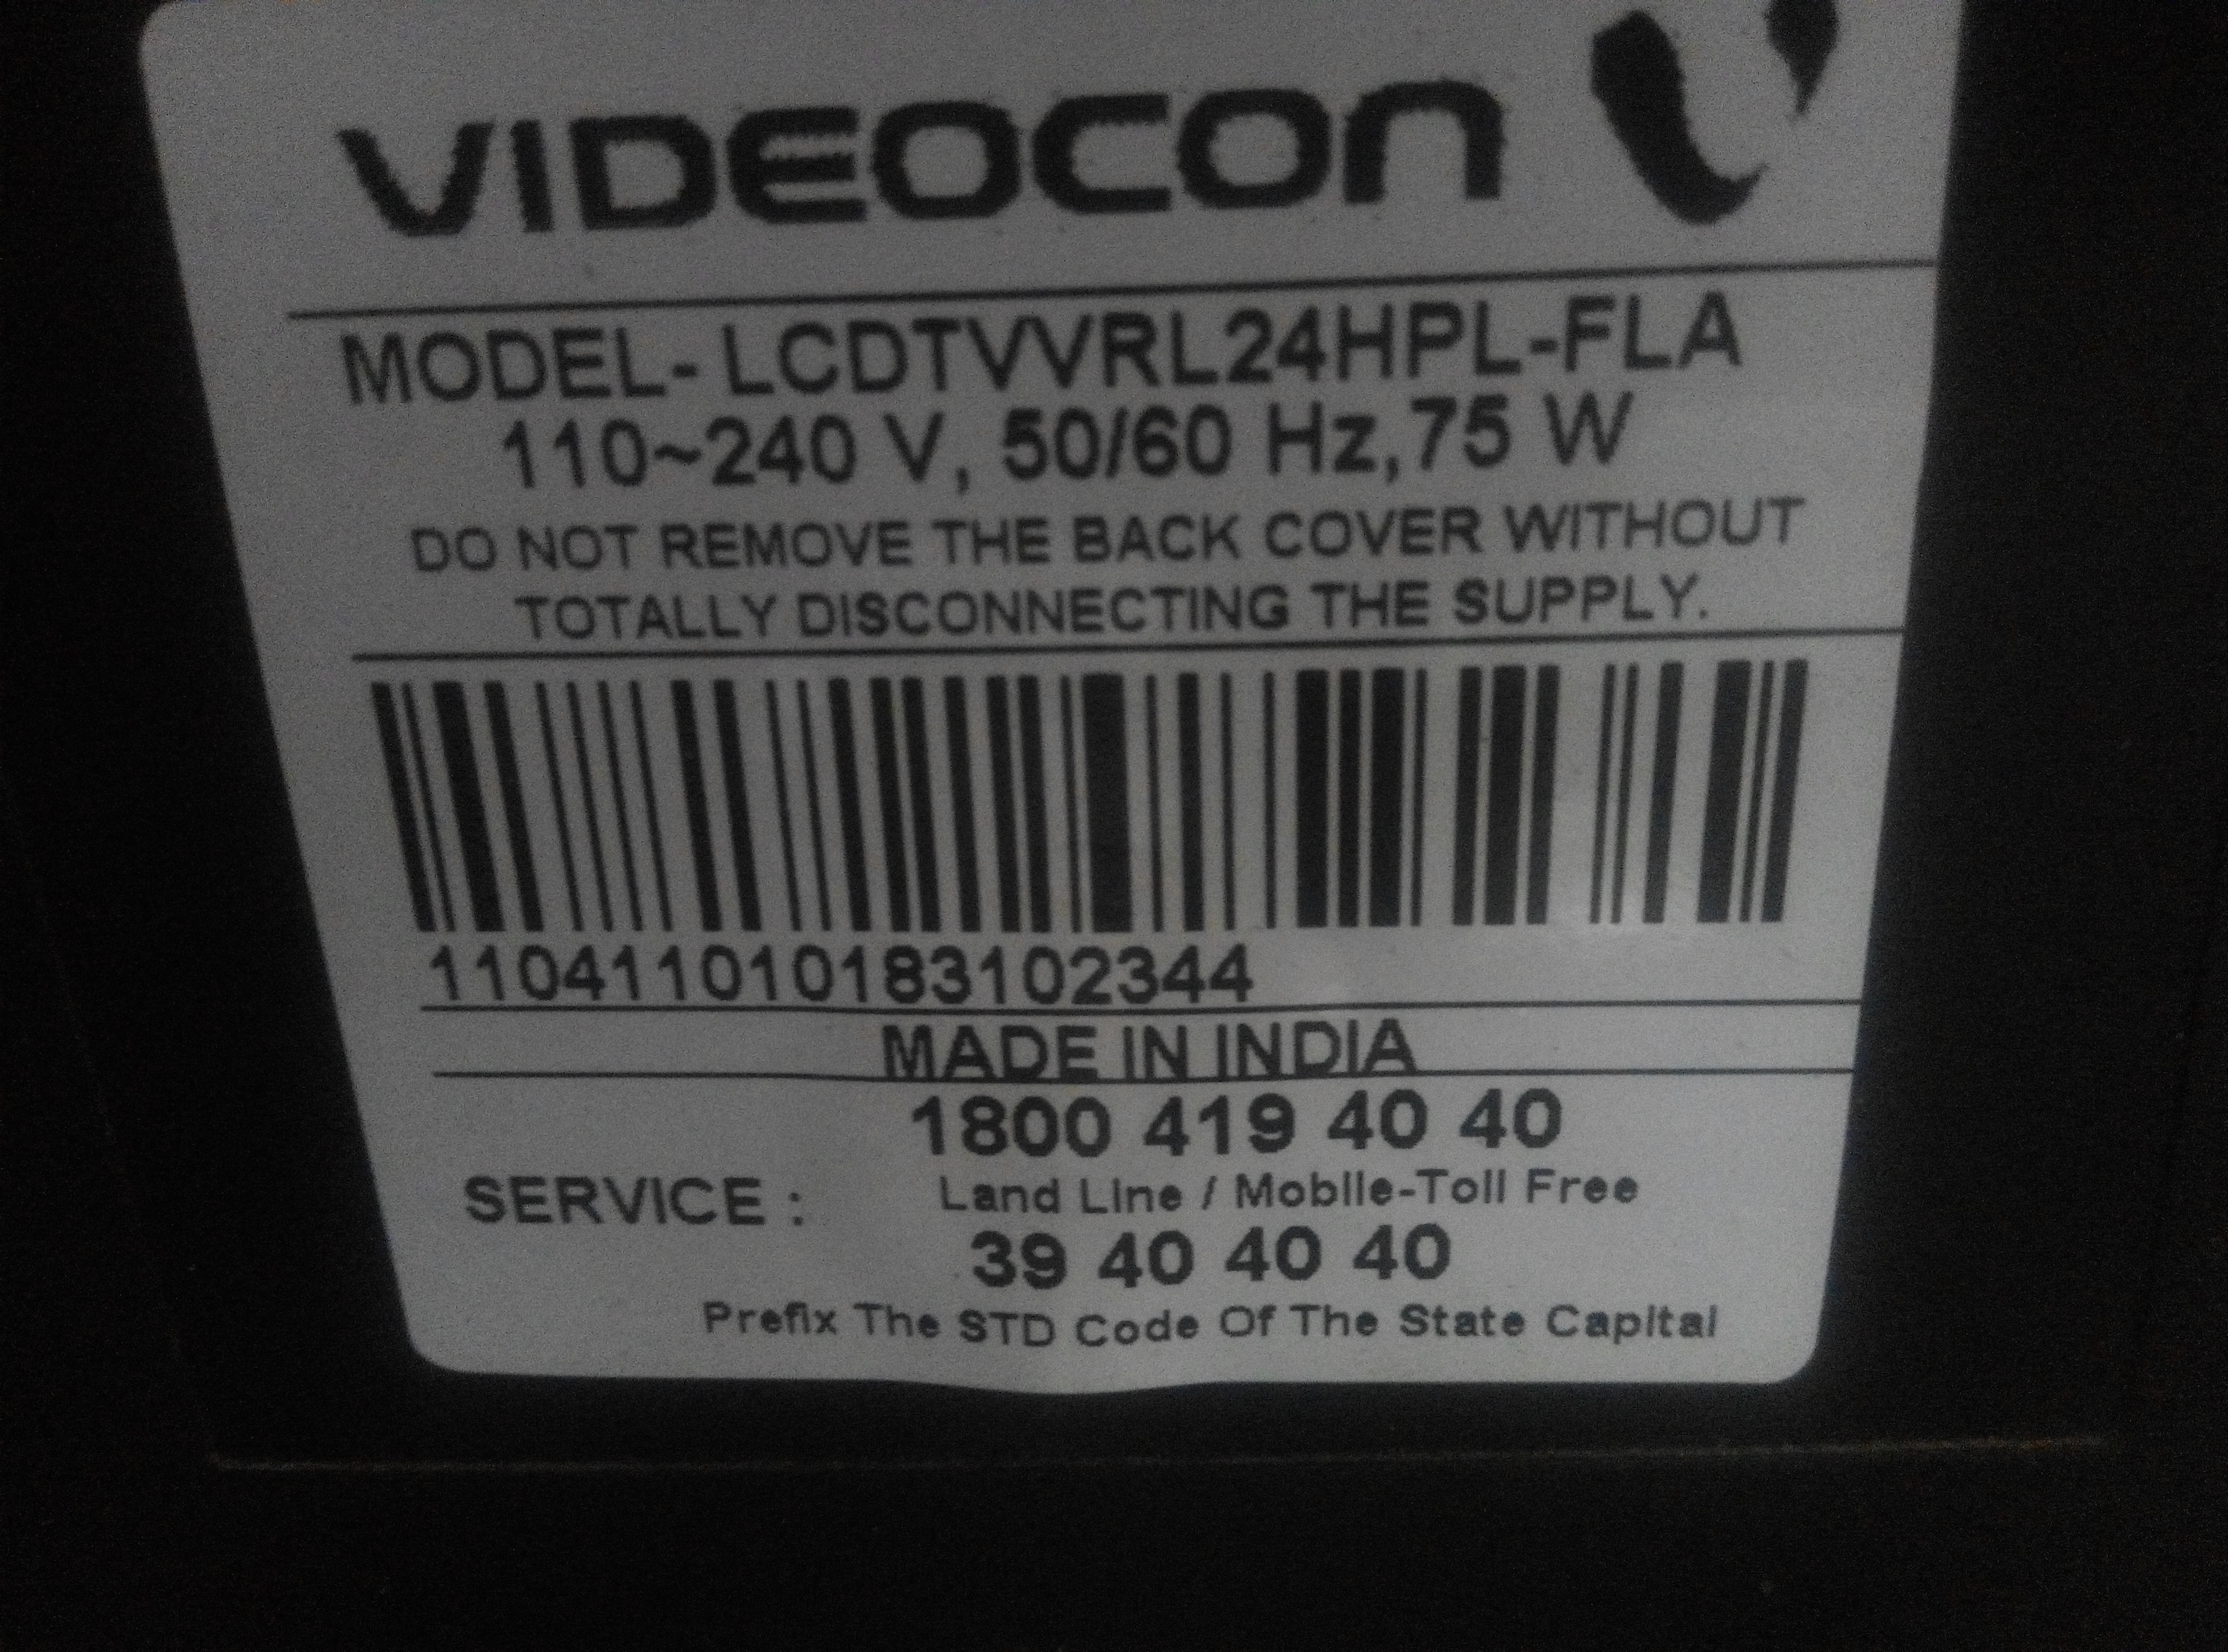 VIDEOCON
MODEL- LCDTVVRL24HPL-FLA
110~240 V, 50/60 Hz,75 W
DO NOT REMOVE THE BACK COVER WITHOUT
TOTALLY DISCONNECTING THE SUPPLY.
110411010183102344
MADE IN INDIA
1800 419 40 40
SERVICE : Land Line / Mobile-Toll Free
39 40 40 40
Prefix The STD Code Of The State Capital